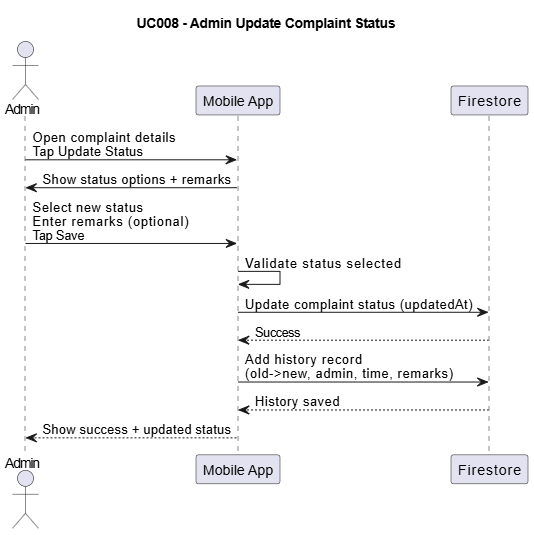 UC008 - Admin Update Complaint Status
Admin
Mobile App
Firestore
Open complaint details
Tap Update Status
Show status options + remarks
Select new status
Enter remarks (optional)
Tap Save
Validate status selected
Update complaint status (updatedAt)
Success
Add history record
(old->new, admin, time, remarks)
History saved
Show success + updated status
Admin
Mobile App
Firestore